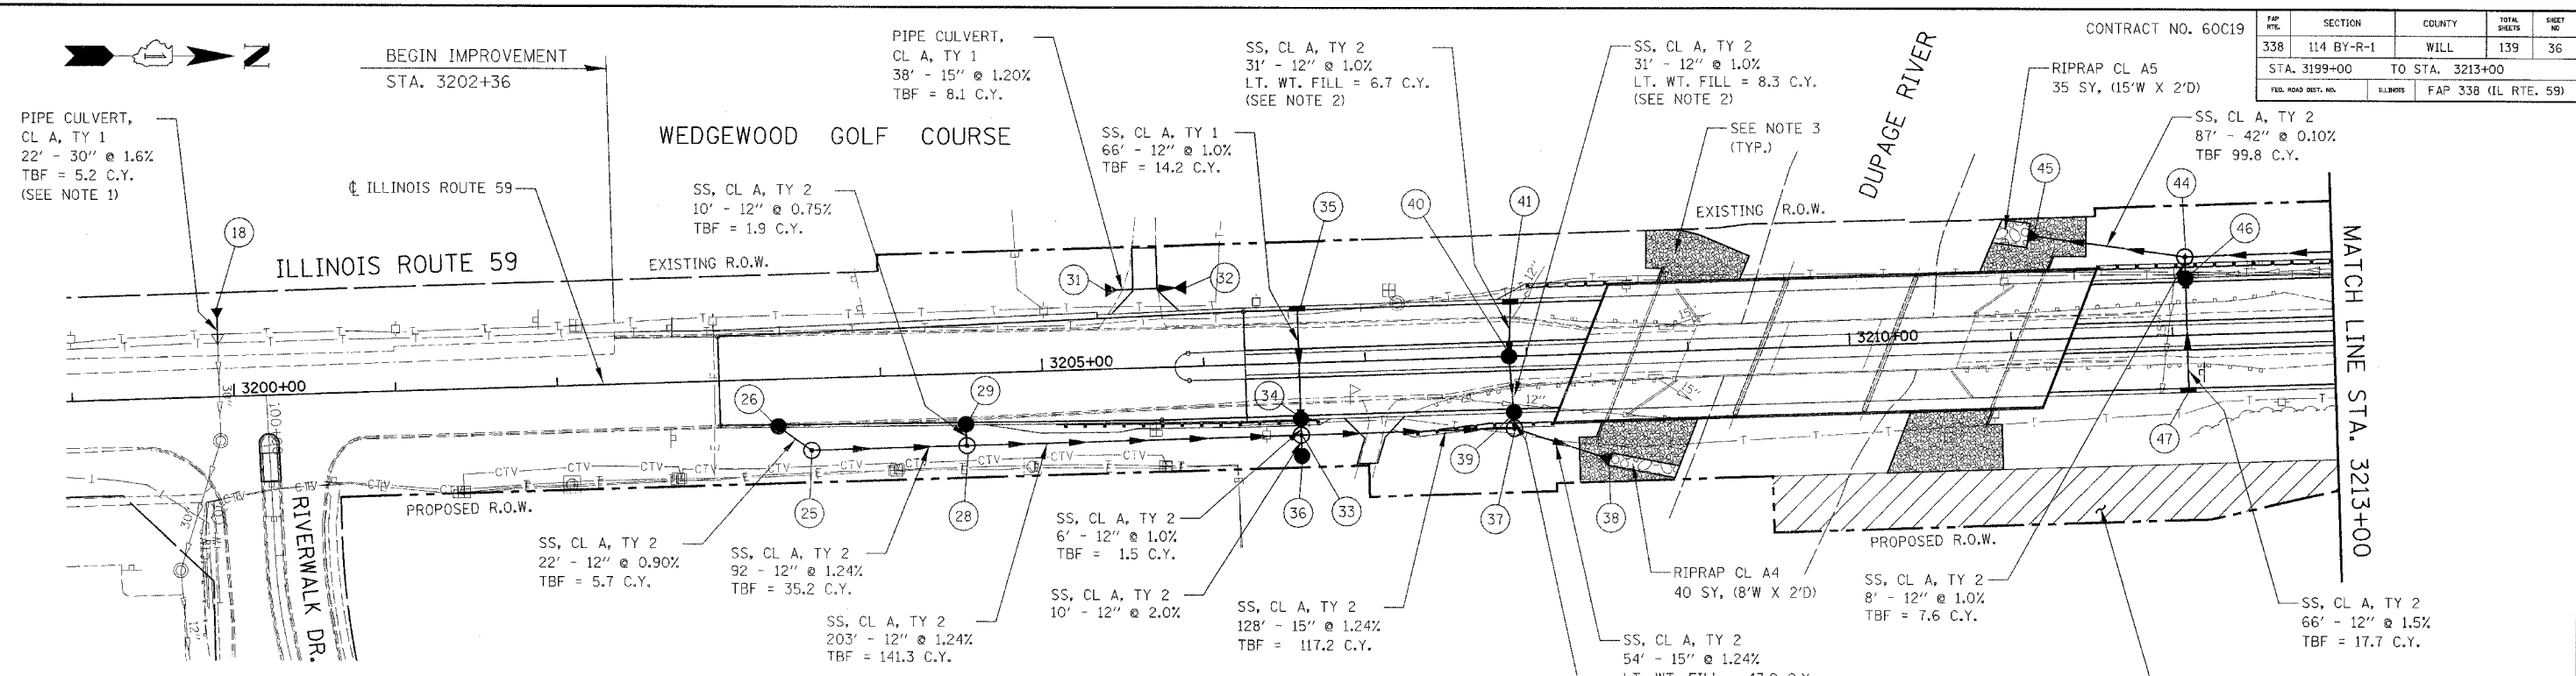 CONTRACT NO. 60C19
FAP RTE.
SECTION
COUNTY
TOTAL SHEETS
SHEET NO
338
114 BY-R-1
WILL
139
36
STA. 3199+00 TO STA. 3213+00
FED. ROAD DIST. NO.
ILLINOIS
FAP 338 (IL RTE. 59)
N
BEGIN IMPROVEMENT
STA. 3202+36
PIPE CULVERT,
CL A, TY 1
22' - 30" @ 1.6%
TBF = 5.2 C.Y.
(SEE NOTE 1)
℄ ILLINOIS ROUTE 59
WEDGEWOOD GOLF COURSE
PIPE CULVERT,
CL A, TY 1
38' - 15" @ 1.20%
TBF = 8.1 C.Y.
SS, CL A, TY 2
10' - 12" @ 0.75%
TBF = 1.9 C.Y.
SS, CL A, TY 1
66' - 12" @ 1.0%
TBF = 14.2 C.Y.
SS, CL A, TY 2
31' - 12" @ 1.0%
LT. WT. FILL = 6.7 C.Y.
(SEE NOTE 2)
SS, CL A, TY 2
31' - 12" @ 1.0%
LT. WT. FILL = 8.3 C.Y.
(SEE NOTE 2)
SEE NOTE 3
(TYP.)
DUPAGE RIVER
RIPRAP CL A5
35 SY, (15'W X 2'D)
SS, CL A, TY 2
87' - 42" @ 0.10%
TBF 99.8 C.Y.
18
ILLINOIS ROUTE 59
EXISTING R.O.W.
31
32
35
40
41
EXISTING R.O.W.
45
44
46
12"
15"
3200+00
3205+00
3210+00
26
29
34
12"
15"
30"
CTV
25
28
36
33
39
37
38
47
PROPOSED R.O.W.
PROPOSED R.O.W.
RIVERWALK DR.
30"
12"
MATCH LINE STA. 3213+00
SS, CL A, TY 2
22' - 12" @ 0.90%
TBF = 5.7 C.Y.
SS, CL A, TY 2
92 - 12" @ 1.24%
TBF = 35.2 C.Y.
SS, CL A, TY 2
203' - 12" @ 1.24%
TBF = 141.3 C.Y.
SS, CL A, TY 2
6' - 12" @ 1.0%
TBF = 1.5 C.Y.
SS, CL A, TY 2
10' - 12" @ 2.0%
SS, CL A, TY 2
128' - 15" @ 1.24%
TBF = 117.2 C.Y.
SS, CL A, TY 2
54' - 15" @ 1.24%
RIPRAP CL A4
40 SY, (8'W X 2'D)
SS, CL A, TY 2
8' - 12" @ 1.0%
TBF = 7.6 C.Y.
SS, CL A, TY 2
66' - 12" @ 1.5%
TBF = 17.7 C.Y.